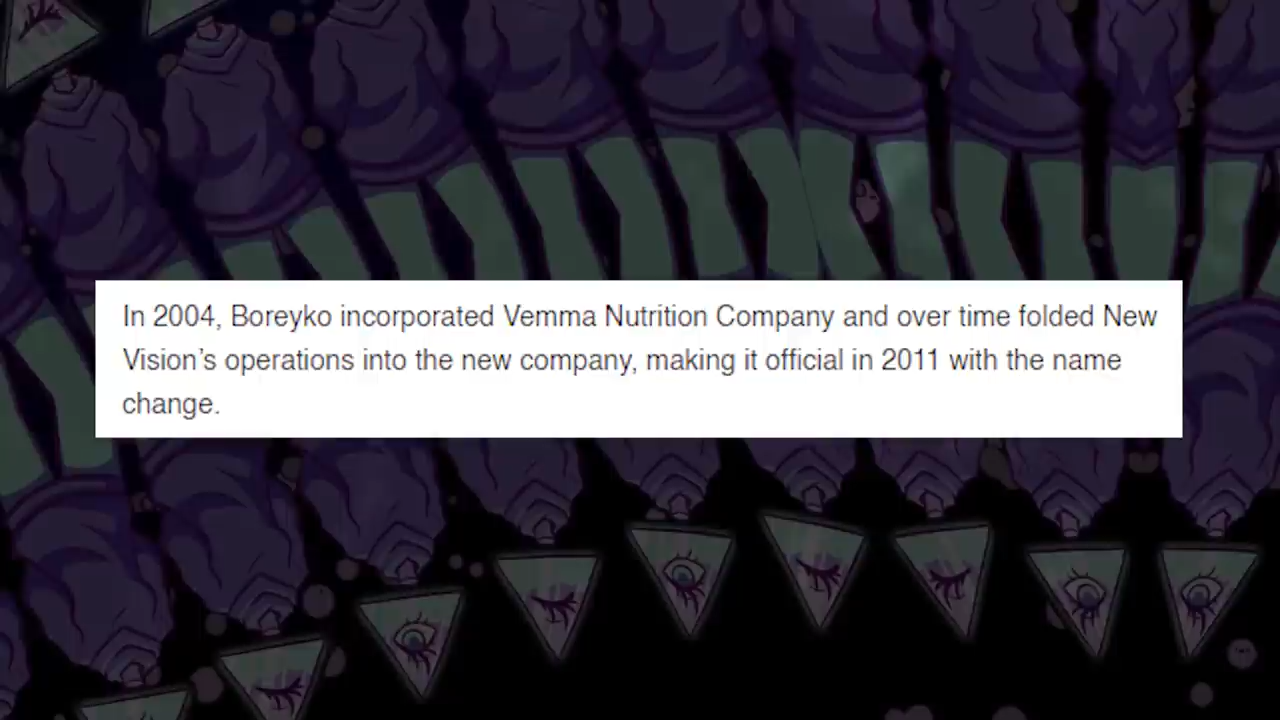 In 2004, Boreyko incorporated Vemma Nutrition Company and over time folded New
Vision’s operations into the new company, making it official in 2011 with the name
change.